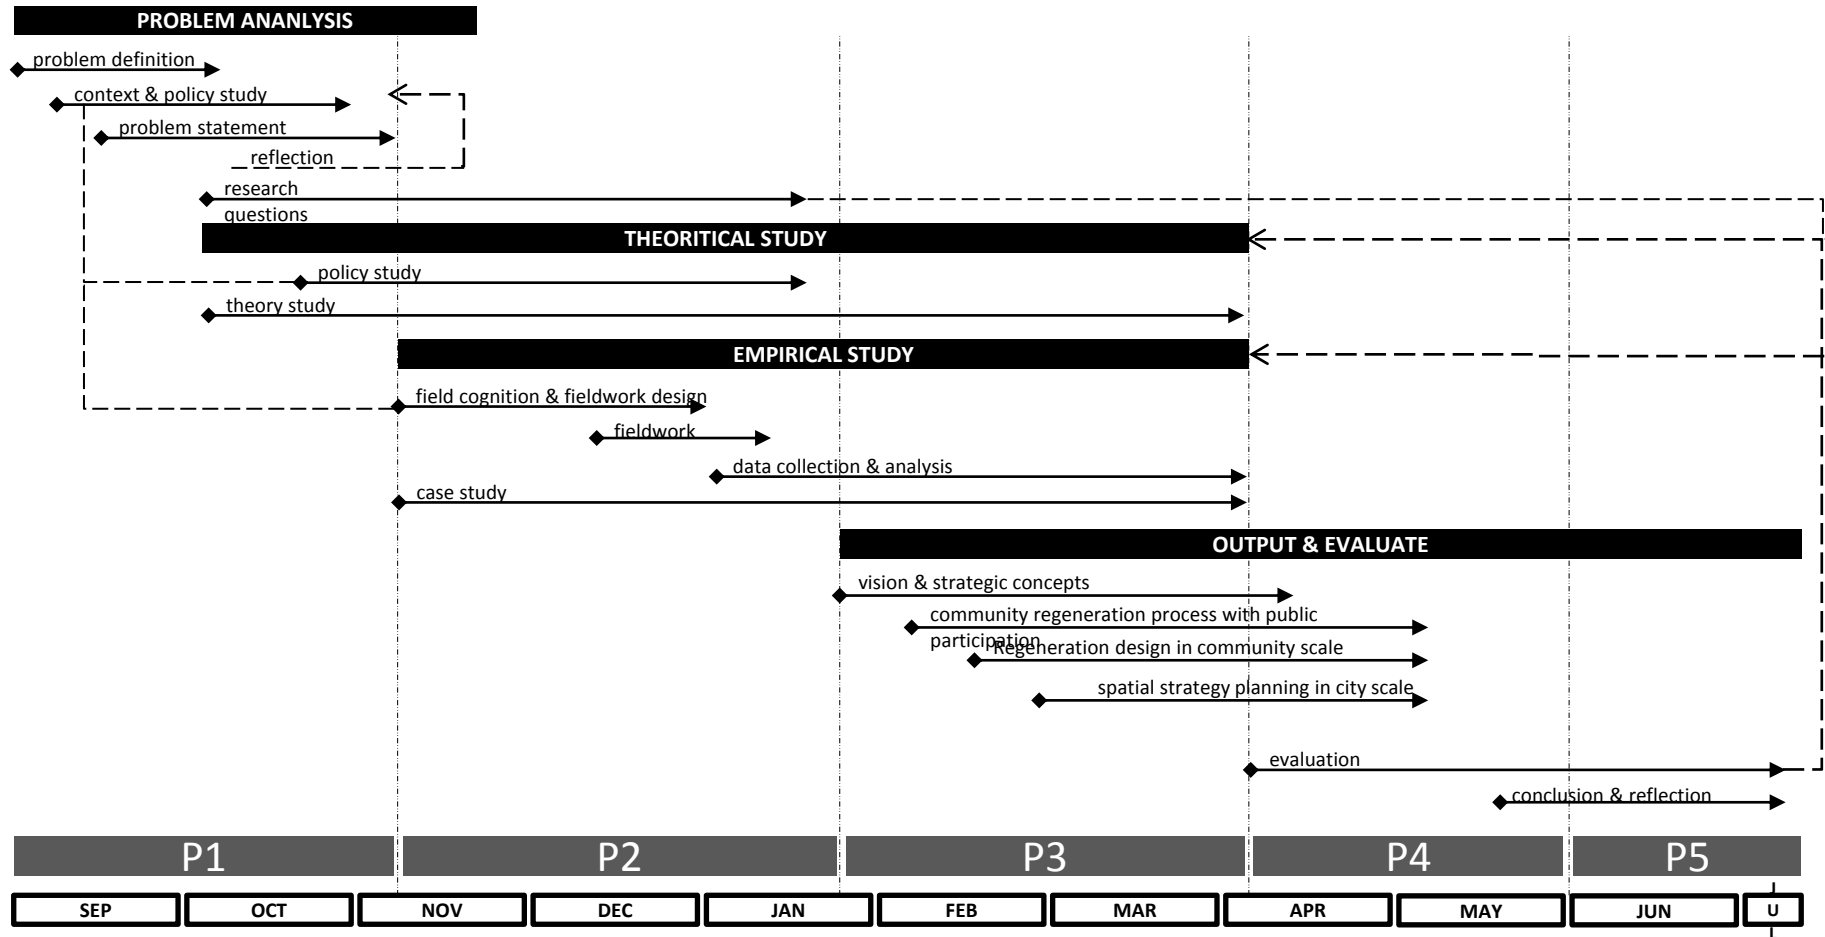 PROBLEM ANANLYSIS
problem definition
context & policy study
problem statement
reflection
research
questions
THEORITICAL STUDY
policy study
theory study
EMPIRICAL STUDY
field cognition & fieldwork design
fieldwork
data collection & analysis
case study
OUTPUT & EVALUATE
vision & strategic concepts
community regeneration process with public
participation
Regeneration design in community scale
spatial strategy planning in city scale
evaluation
conclusion & reflection
P1 P2 P3 P4 P5
SEP OCT NOV DEC JAN FEB MAR APR MAY JUN U